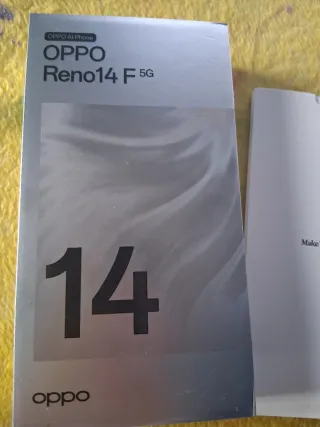 OPPO AI Phone
OPPO
Reno14 F 5G
14
oppo
Make